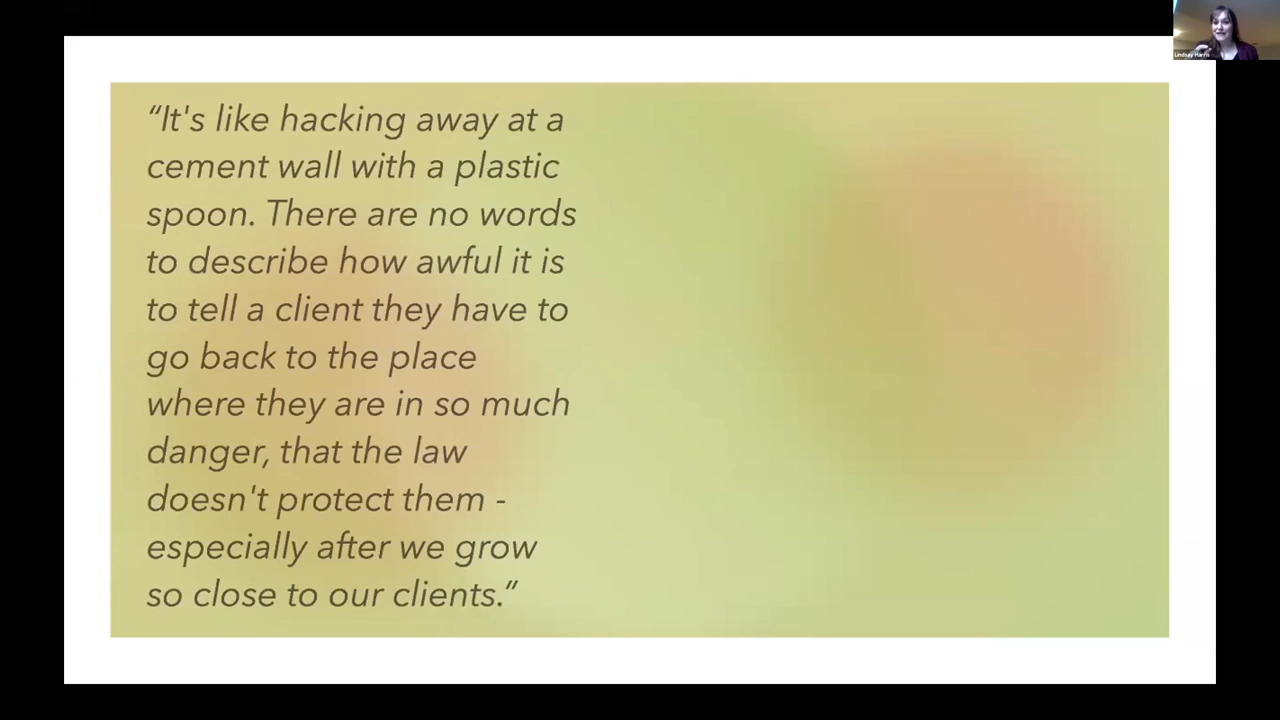 “It's like hacking away at a
cement wall with a plastic
spoon. There are no words
to describe how awful it is
to tell a client they have to
go back to the place
where they are in so much
danger, that the law
doesn't protect them -
especially after we grow
so close to our clients.”
Lindsay Harris